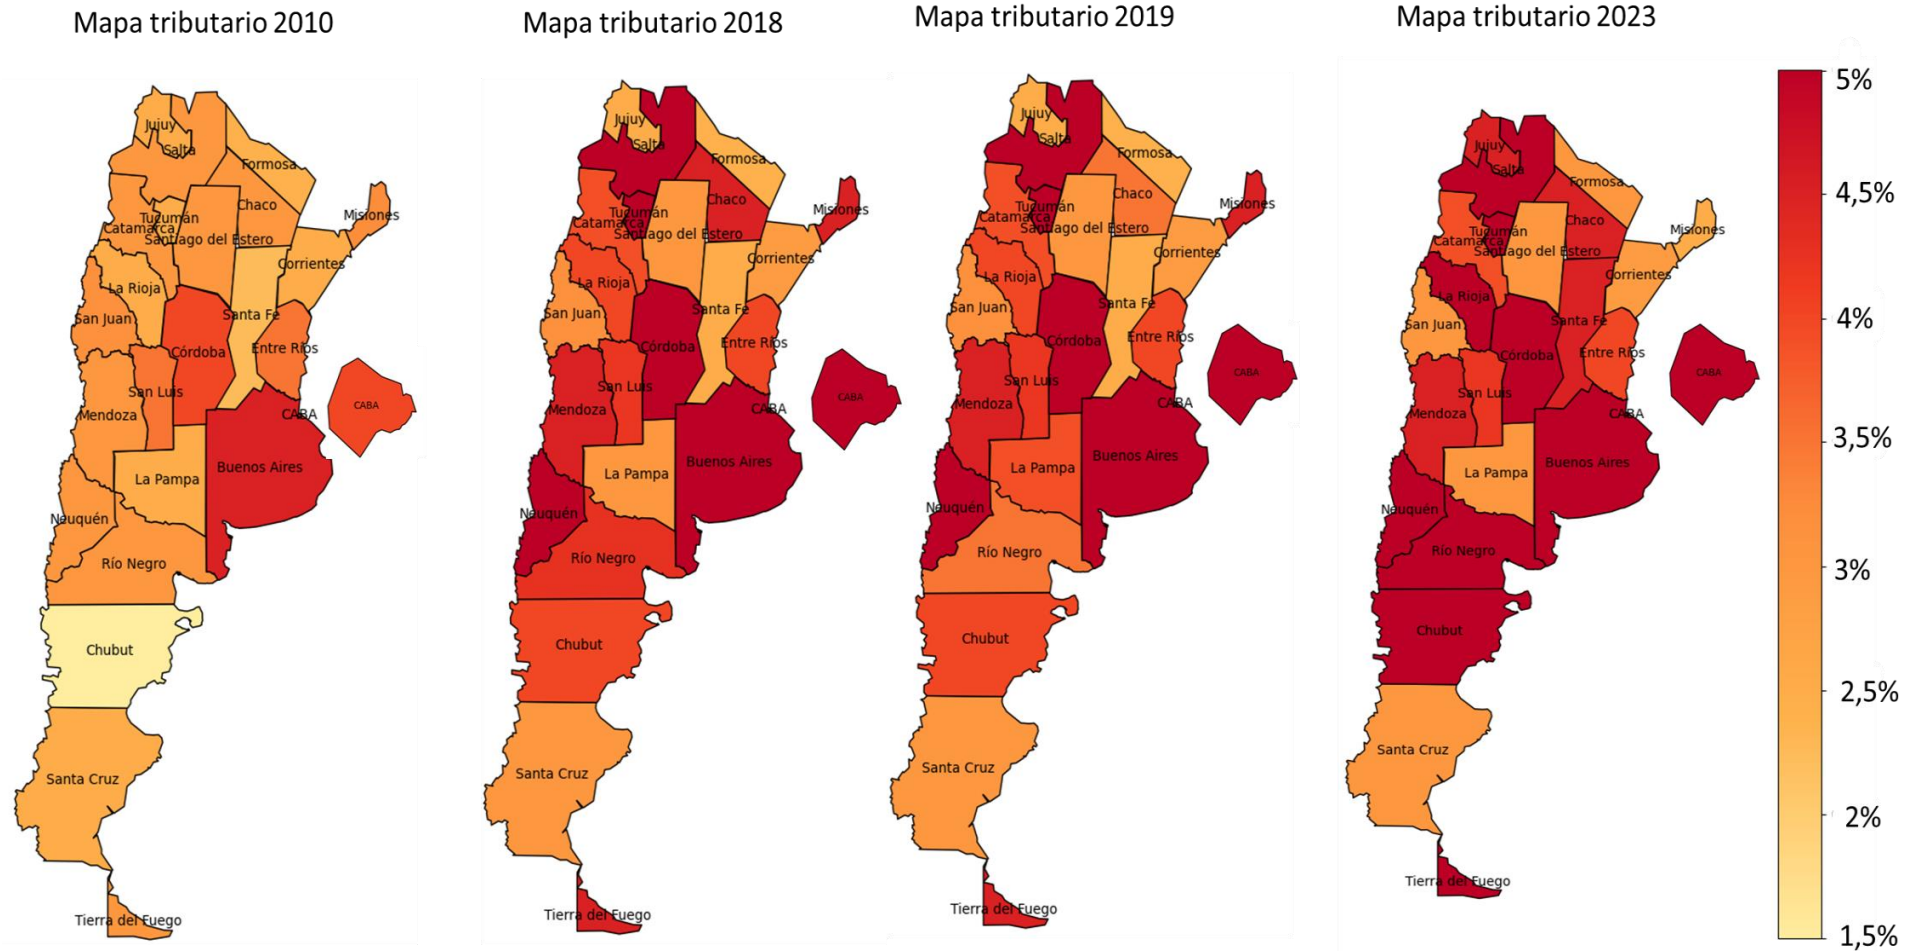 Mapa tributario 2010
Jujuy
Salta
Formosa
Chaco
Misiones
Tucumán
Catamarca
Santiago del Estero
Corrientes
La Rioja
San Juan
Santa Fe
Córdoba
Entre Ríos
San Luis
Mendoza
CABA
CABA
Buenos Aires
La Pampa
Neuquén
Río Negro
Chubut
Santa Cruz
Tierra del Fuego
Mapa tributario 2018
Jujuy
Salta
Formosa
Chaco
Misiones
Tucumán
Catamarca
Santiago del Estero
Corrientes
La Rioja
San Juan
Santa Fe
Entre Ríos
Córdoba
San Luis
Mendoza
CABA
CABA
Buenos Aires
La Pampa
Neuquén
Río Negro
Chubut
Santa Cruz
Tierra del Fuego
Mapa tributario 2019
Jujuy
Salta
Formosa
Chaco
Misiones
Tucumán
Catamarca
Santiago del Estero
Corrientes
La Rioja
San Juan
Santa Fe
Entre Ríos
Córdoba
San Luis
Mendoza
CABA
CABA
Buenos Aires
La Pampa
Neuquén
Río Negro
Chubut
Santa Cruz
Tierra del Fuego
Mapa tributario 2023
Jujuy
Salta
Formosa
Chaco
Misiones
Tucumán
Catamarca
Santiago del Estero
Corrientes
La Rioja
San Juan
Santa Fe
Entre Ríos
Córdoba
San Luis
Mendoza
CABA
CABA
Buenos Aires
La Pampa
Neuquén
Río Negro
Chubut
Santa Cruz
Tierra del Fuego
5%
4,5%
4%
3,5%
3%
2,5%
2%
1,5%